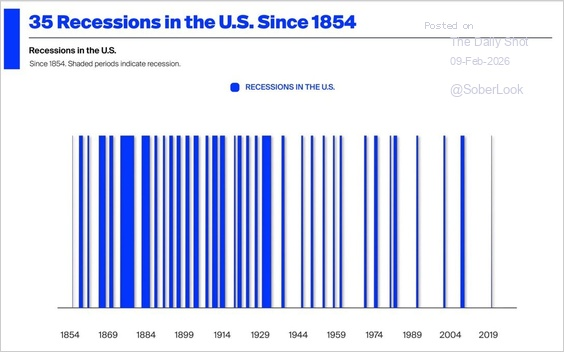 35 Recessions in the U.S. Since 1854
Posted on
The Daily Shot
09-Feb-2026
@SoberLook
Recessions in the U.S.
Since 1854. Shaded periods indicate recession.
RECESSIONS IN THE U.S.
1854 1869 1884 1899 1914 1929 1944 1959 1974 1989 2004 2019